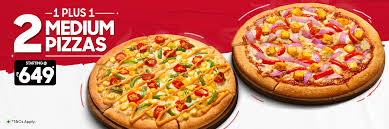 1 PLUS 1
2 MEDIUM
PIZZAS
STARTING @
₹649
*T&Cs Apply.